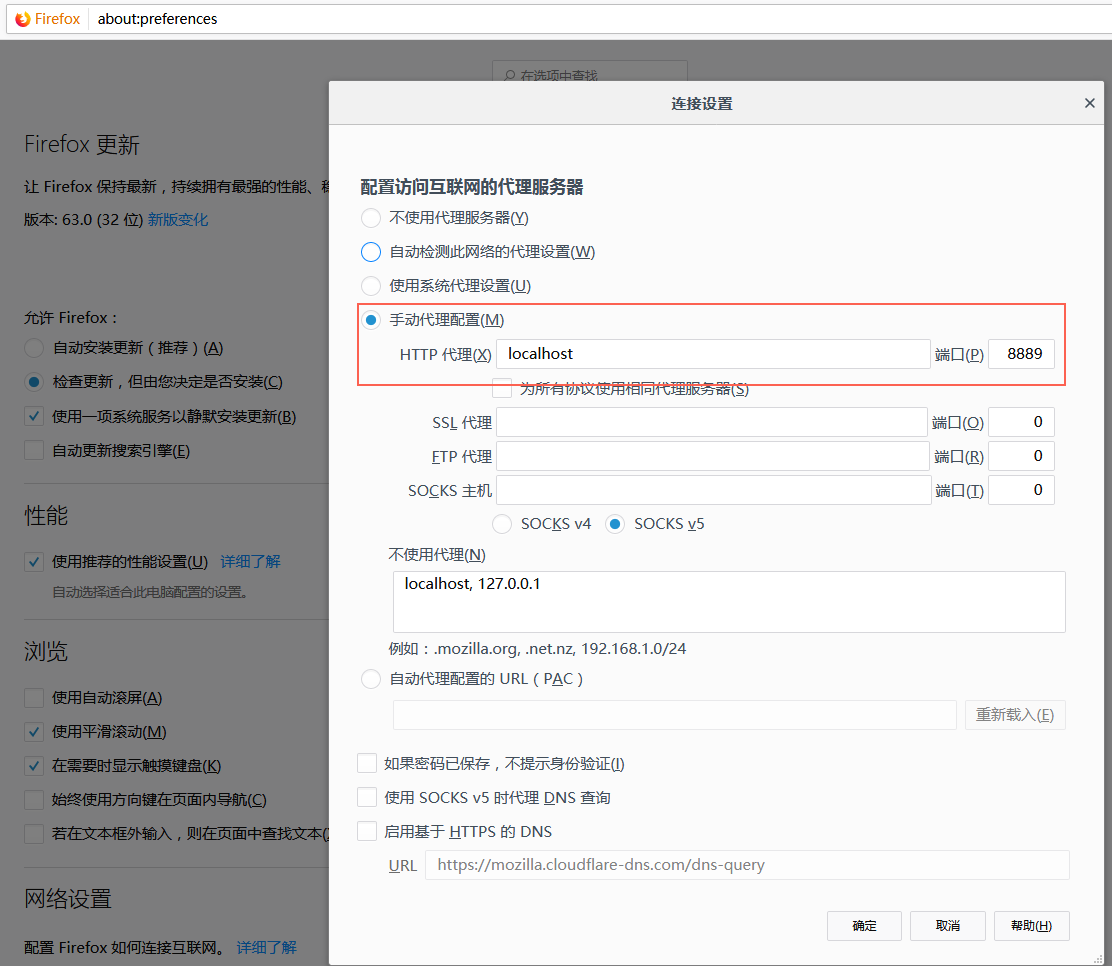 Firefox about:preferences
在选项中查找
连接设置
Firefox 更新
让 Firefox 保持最新，持续拥有最强的性能、稳
版本: 63.0 (32 位) 新版变化
允许 Firefox：
自动安装更新（推荐）(A)
检查更新，但由您决定是否安装(C)
使用一项系统服务以静默安装更新(B)
自动更新搜索引擎(E)
性能
使用推荐的性能设置(U) 详细了解
自动选择适合此电脑配置的设置。
浏览
使用自动滚屏(A)
使用平滑滚动(M)
在需要时显示触摸键盘(K)
始终使用方向键在页面内导航(C)
若在文本框外输入，则在页面中查找文本(
网络设置
配置 Firefox 如何连接互联网。 详细了解
配置访问互联网的代理服务器
不使用代理服务器(Y)
自动检测此网络的代理设置(W)
使用系统代理设置(U)
手动代理配置(M)
HTTP 代理(X) localhost 端口(P) 8889
为所有协议使用相同代理服务器(S)
SSL 代理 端口(O) 0
FTP 代理 端口(R) 0
SOCKS 主机 端口(T) 0
SOCKS v4 SOCKS v5
不使用代理(N)
localhost, 127.0.0.1
例如：.mozilla.org, .net.nz, 192.168.1.0/24
自动代理配置的 URL（PAC）
重新载入(E)
如果密码已保存，不提示身份验证(I)
使用 SOCKS v5 时代理 DNS 查询
启用基于 HTTPS 的 DNS
URL https://mozilla.cloudflare-dns.com/dns-query
确定 取消 帮助(H)